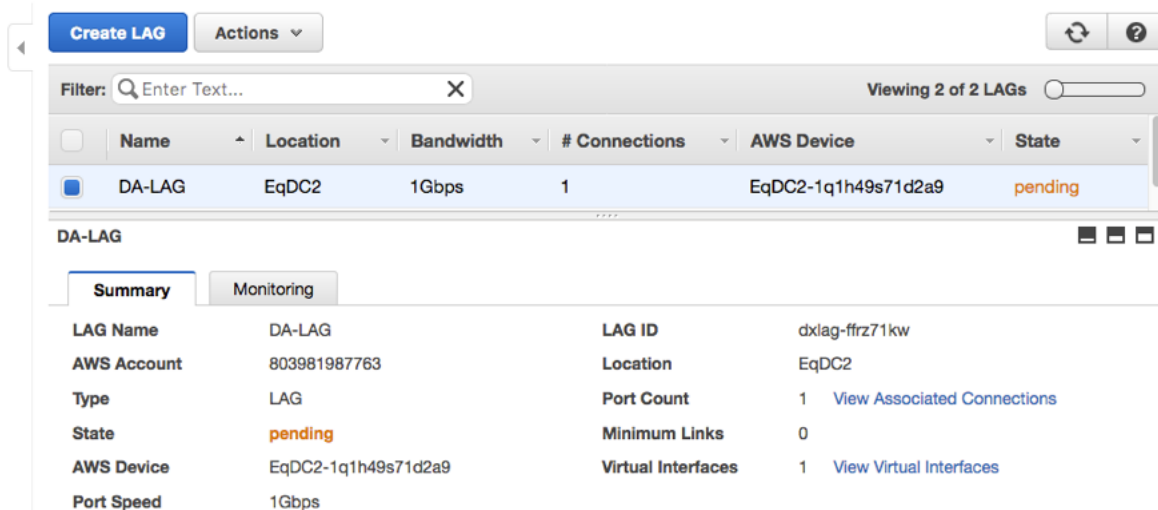 Create LAG Actions
Filter: Enter Text... Viewing 2 of 2 LAGs
Name Location Bandwidth # Connections AWS Device State
DA-LAG EqDC2 1Gbps 1 EqDC2-1q1h49s71d2a9 pending
DA-LAG
Summary Monitoring
LAG Name DA-LAG LAG ID dxlag-ffrz71kw
AWS Account 803981987763 Location EqDC2
Type LAG Port Count 1 View Associated Connections
State pending Minimum Links 0
AWS Device EqDC2-1q1h49s71d2a9 Virtual Interfaces 1 View Virtual Interfaces
Port Speed 1Gbps